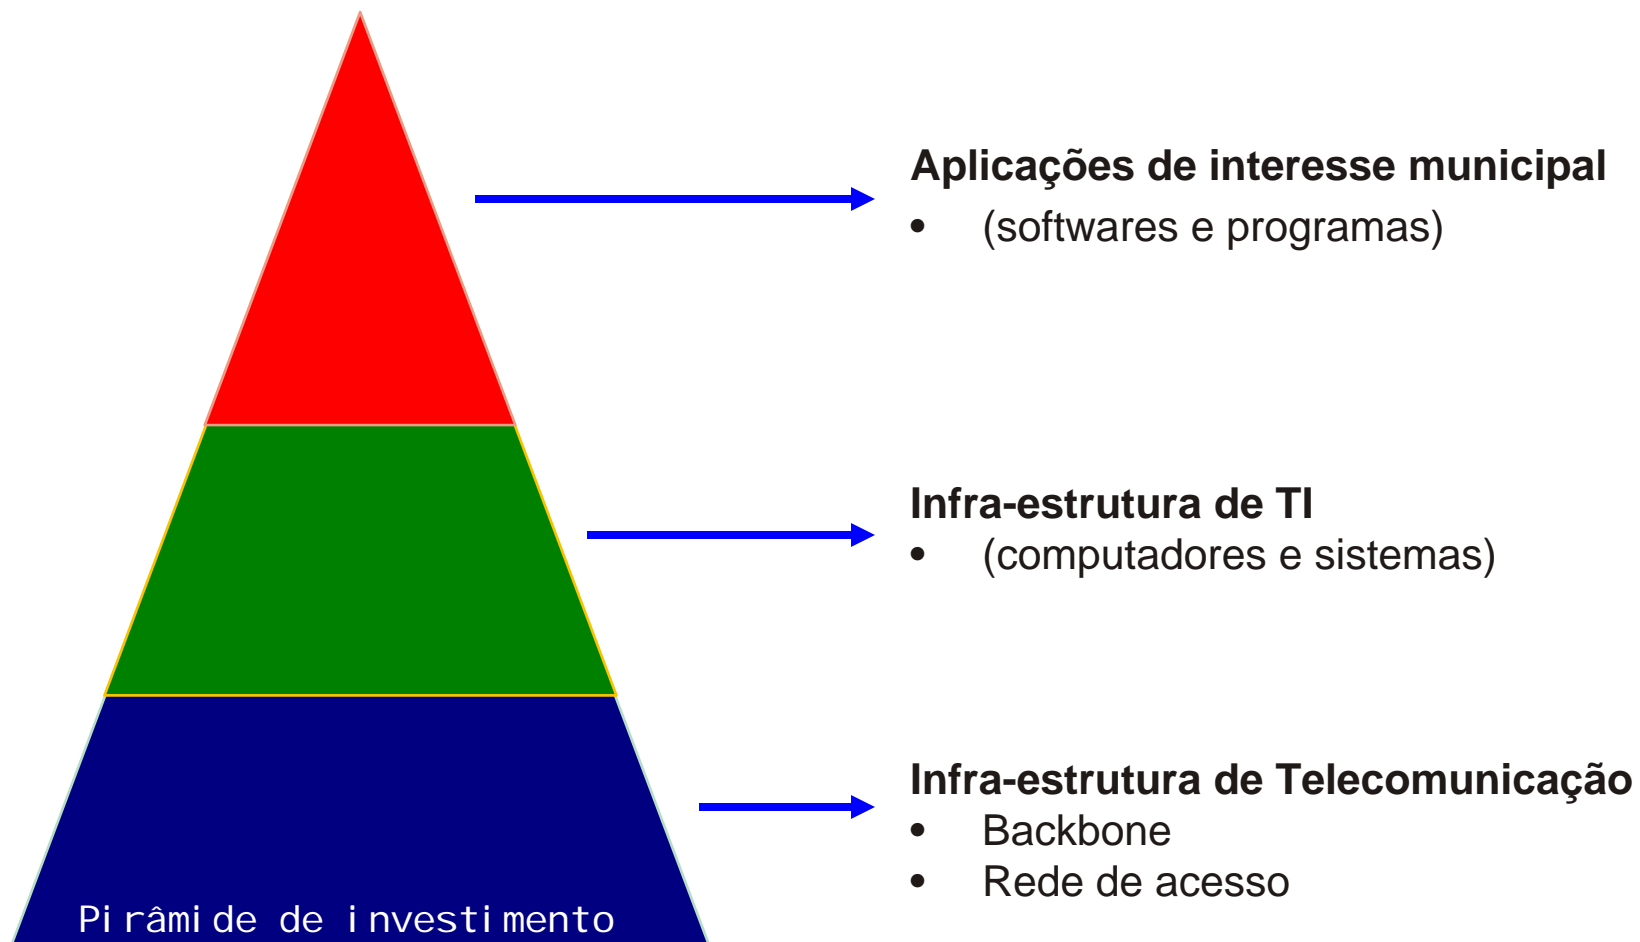 Aplicações de interesse municipal
• (softwares e programas)
Infra-estrutura de TI
• (computadores e sistemas)
Infra-estrutura de Telecomunicação
• Backbone
• Rede de acesso
Pirâmide de investimento